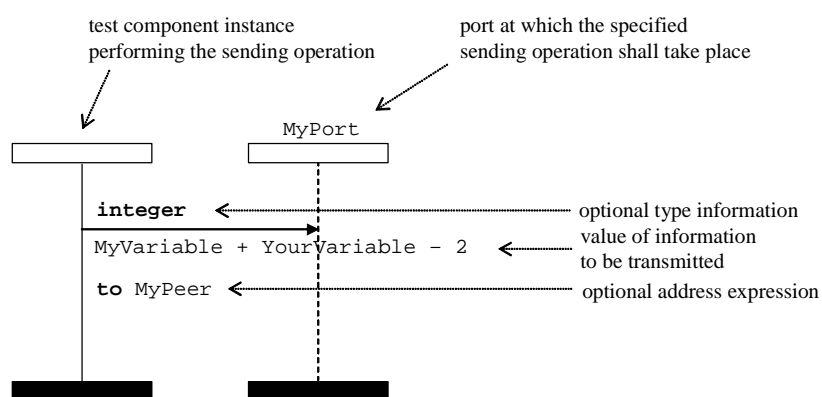 test component instance
performing the sending operation
port at which the specified
sending operation shall take place
MyPort
integer
optional type information
MyVariable + YourVariable – 2
value of information
to be transmitted
to MyPeer
optional address expression